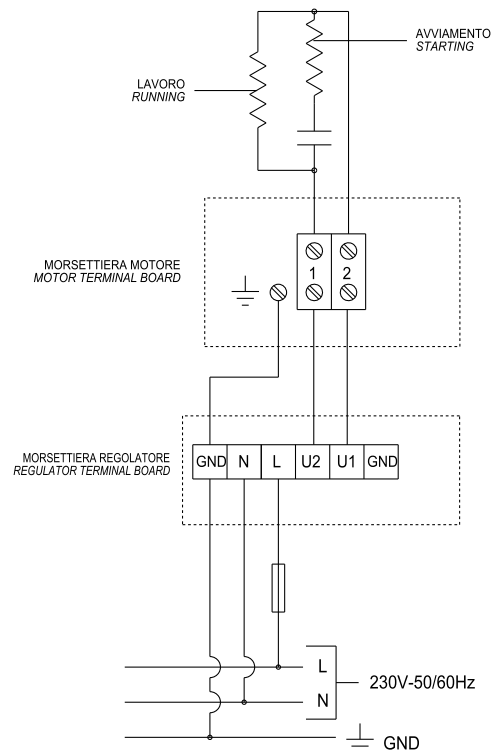 AVVIAMENTO
STARTING
LAVORO
RUNNING
MORSETTIERA MOTORE
MOTOR TERMINAL BOARD
1 2
MORSETTIERA REGOLATORE
REGULATOR TERMINAL BOARD
GND N L U2 U1 GND
L
N
230V-50/60Hz
GND